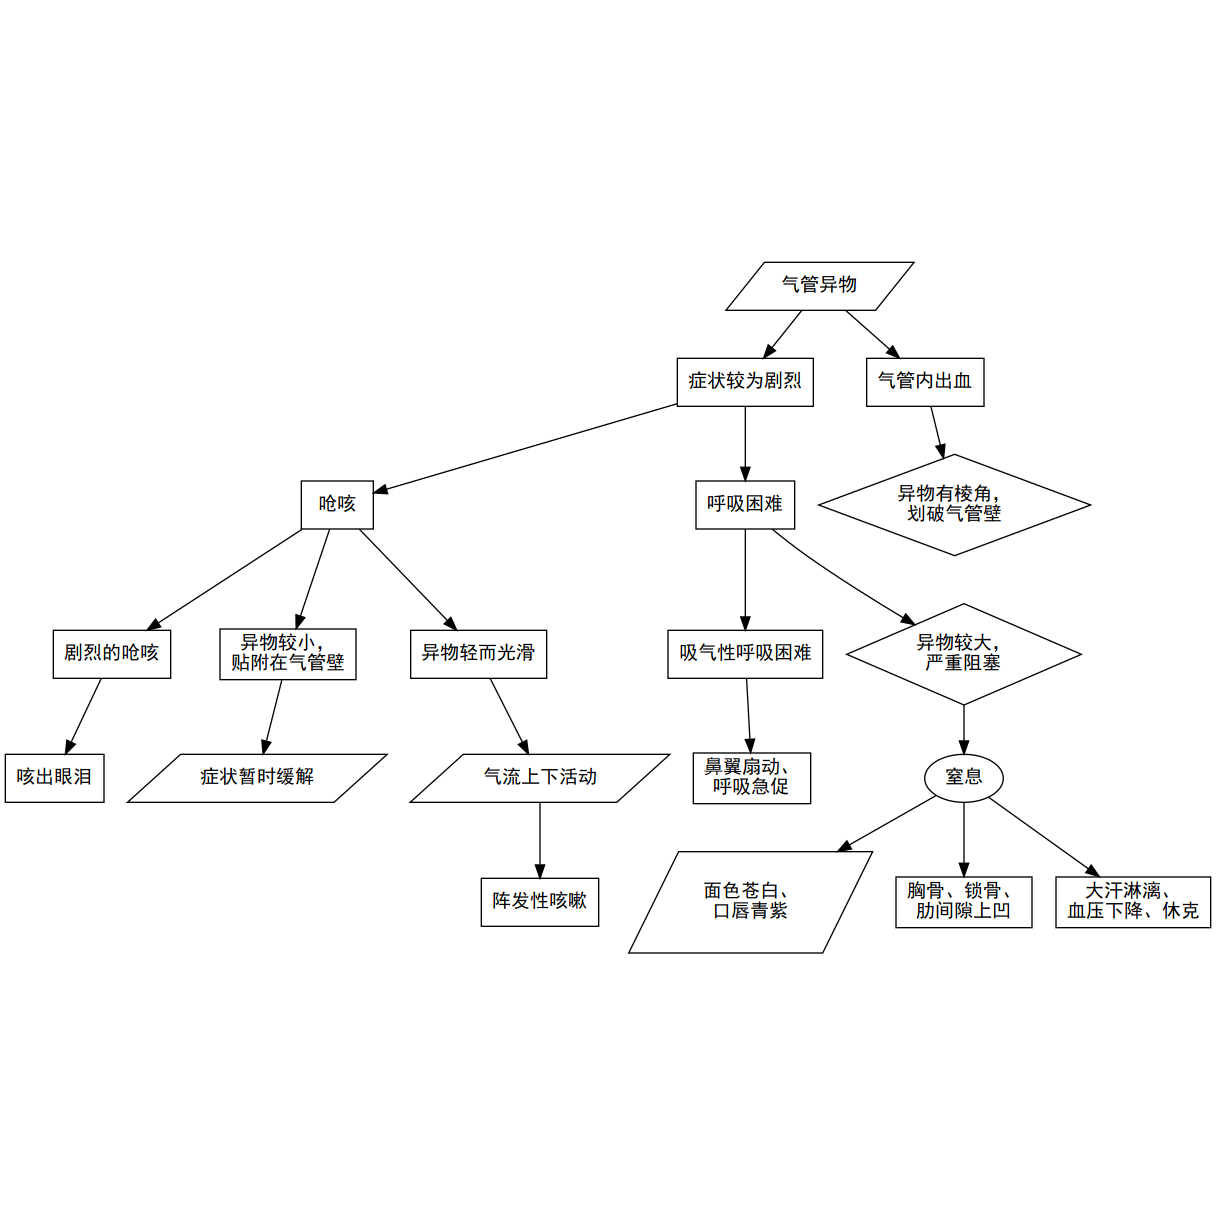 气管异物
症状较为剧烈
气管内出血
呛咳
呼吸困难
异物有棱角，
划破气管壁
剧烈的呛咳
异物较小，
贴附在气管壁
异物轻而光滑
吸气性呼吸困难
异物较大，
严重阻塞
咳出眼泪
症状暂时缓解
气流上下活动
鼻翼扇动、
呼吸急促
窒息
阵发性咳嗽
面色苍白、
口唇青紫
胸骨、锁骨、
肋间隙上凹
大汗淋漓、
血压下降、休克